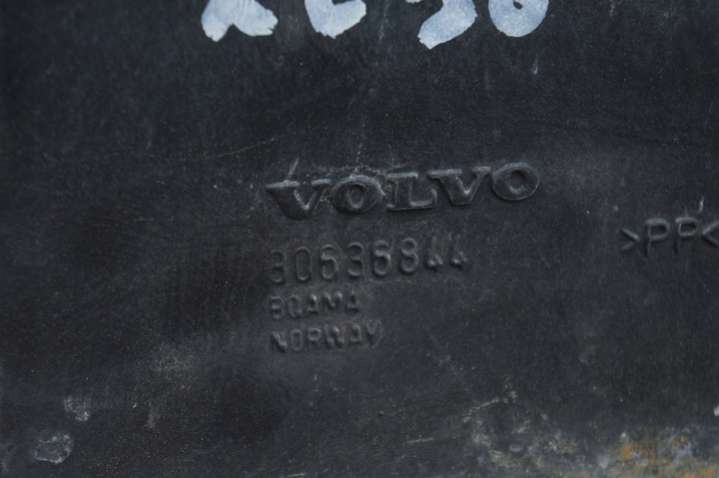 VOLVO
30636844
>PP<
BOAMA
NORWAY